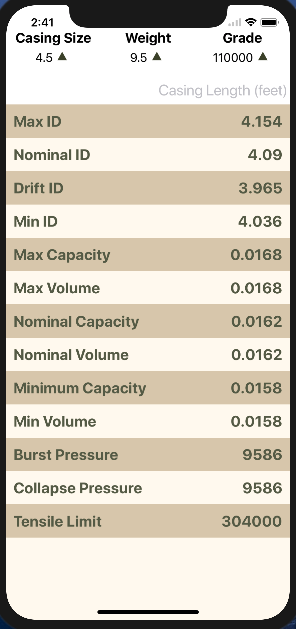 2:41
Casing Size Weight Grade
4.5 ▲ 9.5 ▲ 110000 ▲
Casing Length (feet)
Max ID 4.154
Nominal ID 4.09
Drift ID 3.965
Min ID 4.036
Max Capacity 0.0168
Max Volume 0.0168
Nominal Capacity 0.0162
Nominal Volume 0.0162
Minimum Capacity 0.0158
Min Volume 0.0158
Burst Pressure 9586
Collapse Pressure 9586
Tensile Limit 304000